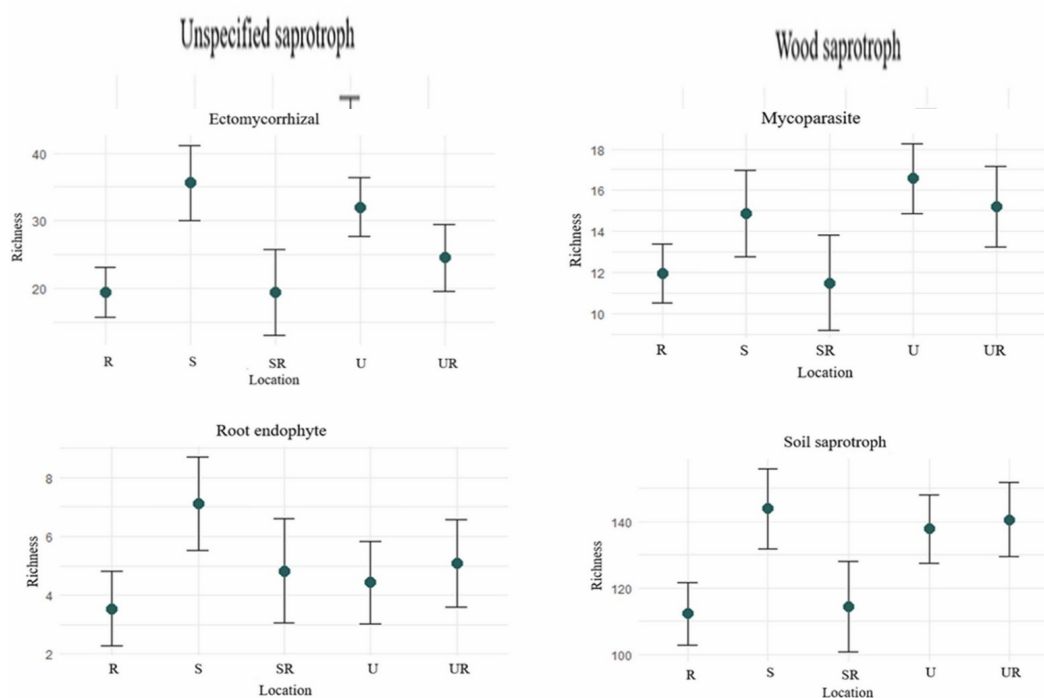 Unspecified saprotroph
Wood saprotroph
Ectomycorrhizal
40
30
20
Richness
R S SR U UR
Location
Mycoparasite
18
16
14
12
10
Richness
R S SR U UR
Location
Root endophyte
8
6
4
2
Richness
R S SR U UR
Location
Soil saprotroph
140
120
100
Richness
R S SR U UR
Location